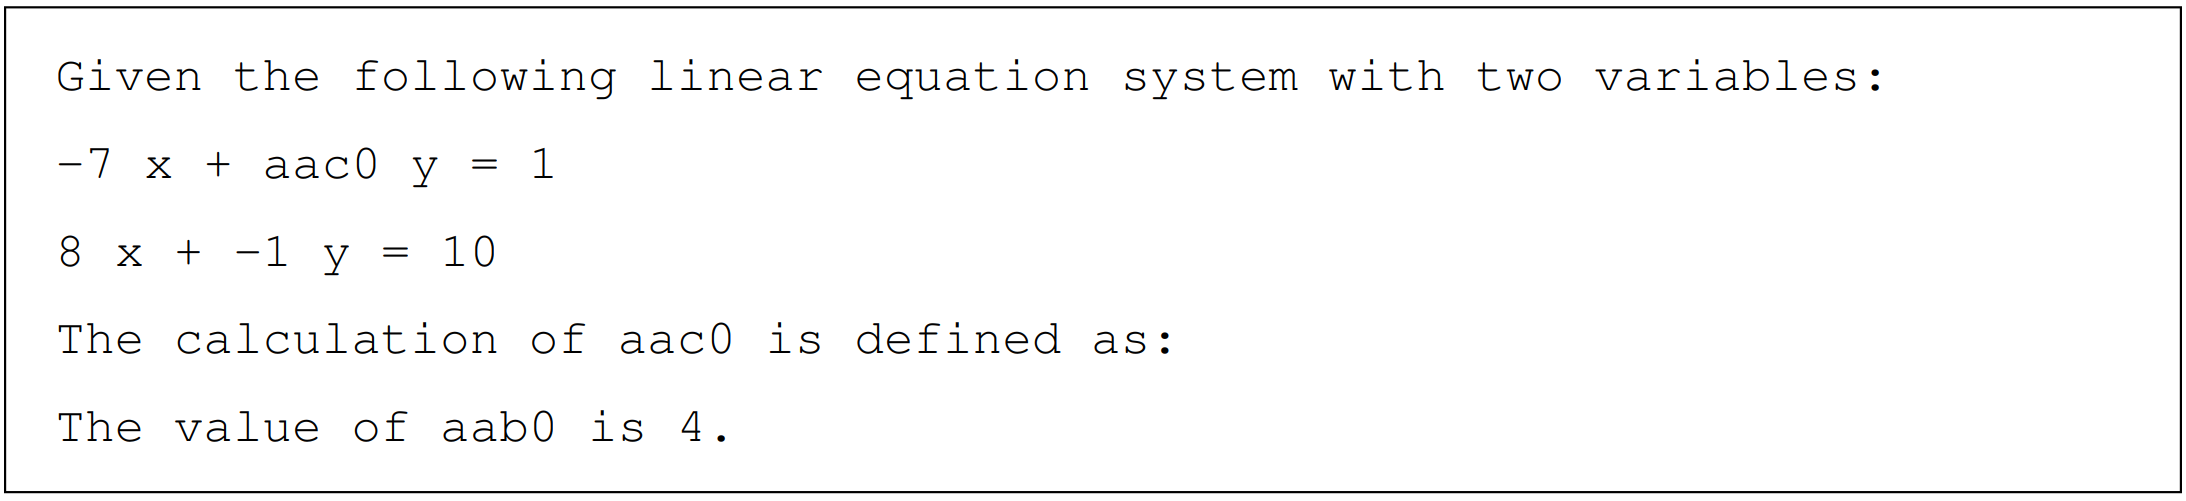 Given the following linear equation system with two variables:
-7 x + aac0 y = 1
8 x + -1 y = 10
The calculation of aac0 is defined as:
The value of aab0 is 4.